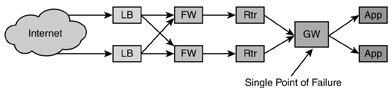 LB FW Rtr App
Internet GW
LB FW Rtr App
Single Point of Failure